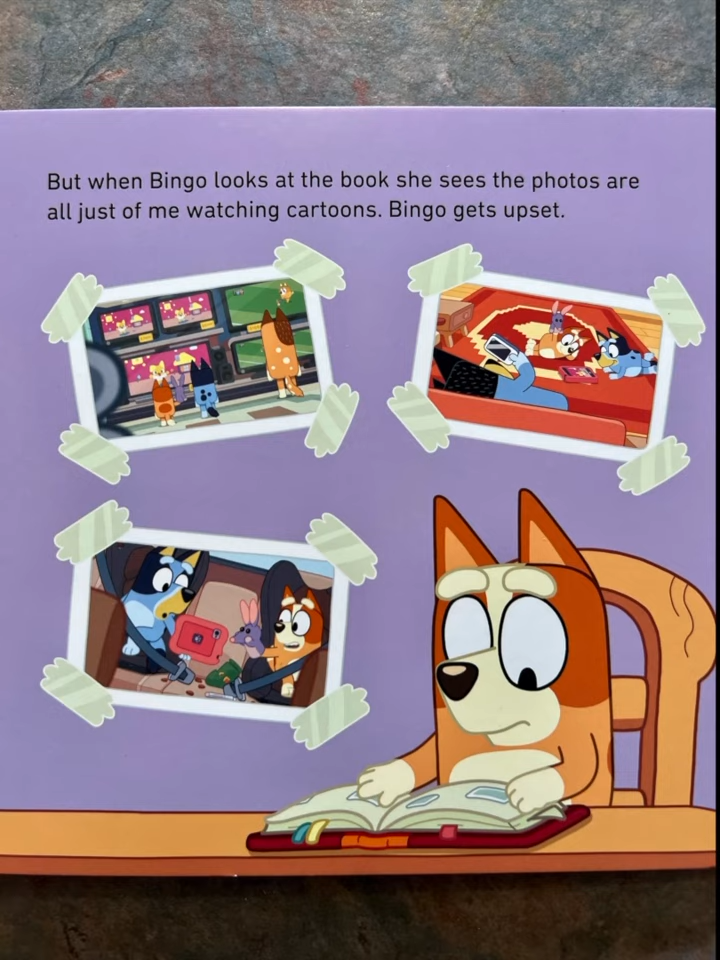 But when Bingo looks at the book she sees the photos are
all just of me watching cartoons. Bingo gets upset.